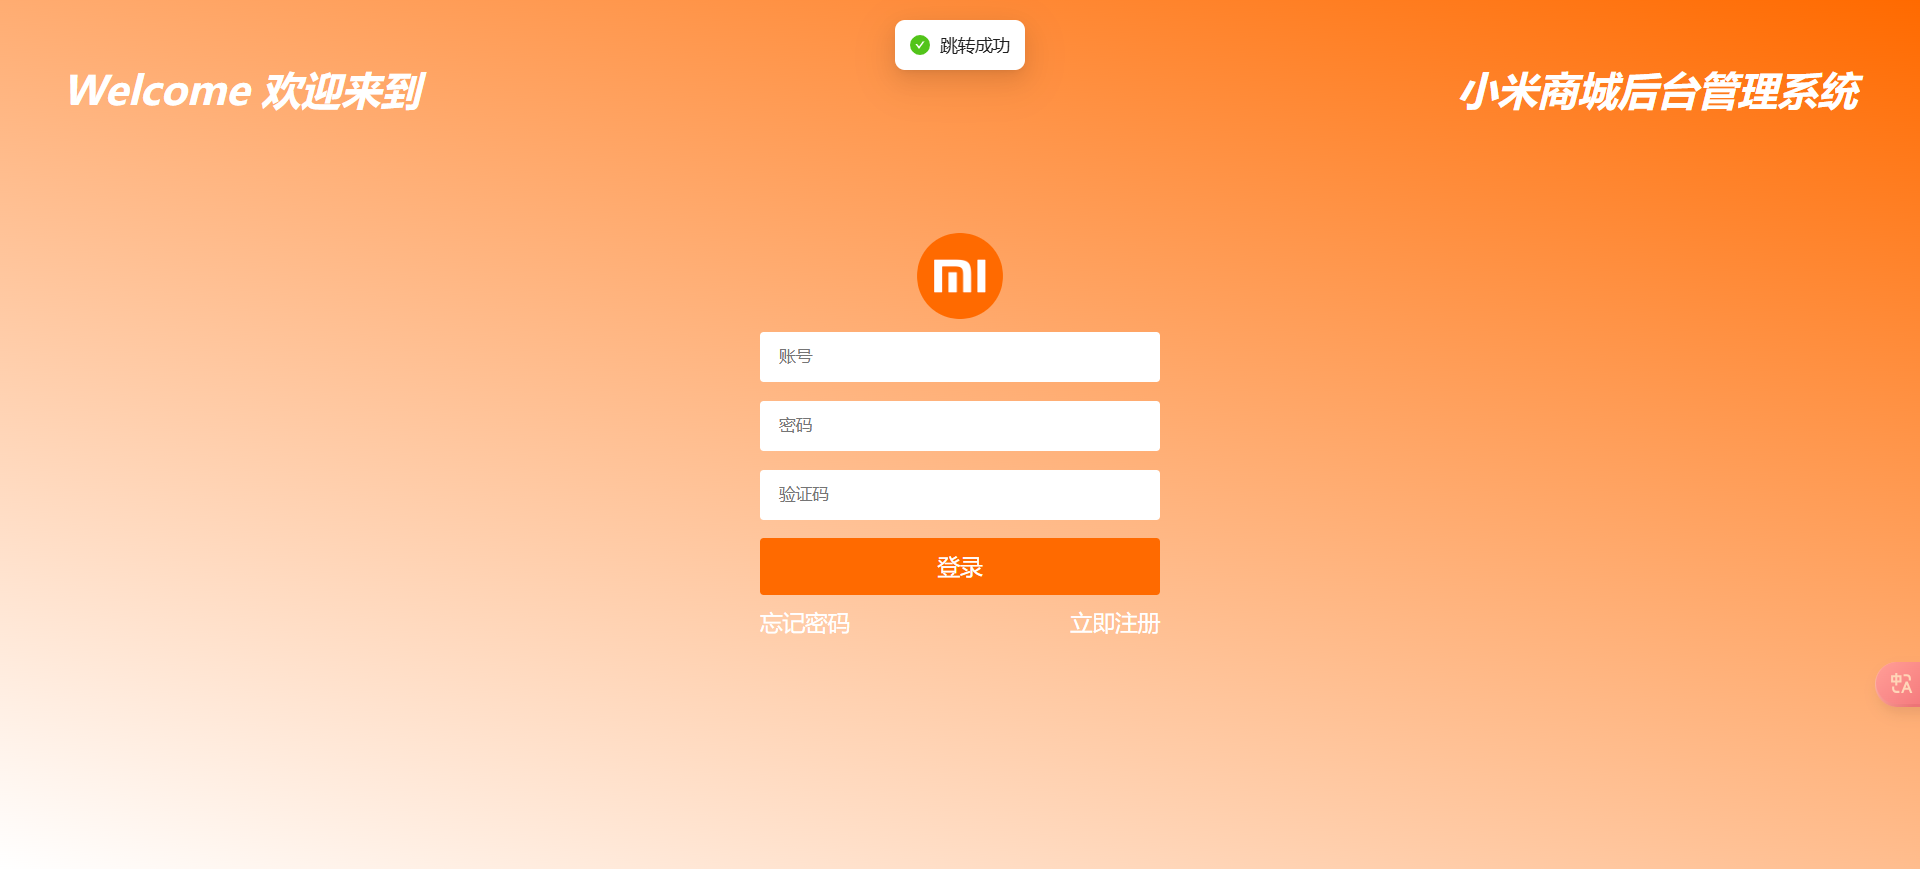 跳转成功
Welcome 欢迎来到
小米商城后台管理系统
mi
账号
密码
验证码
登录
忘记密码
立即注册
中A